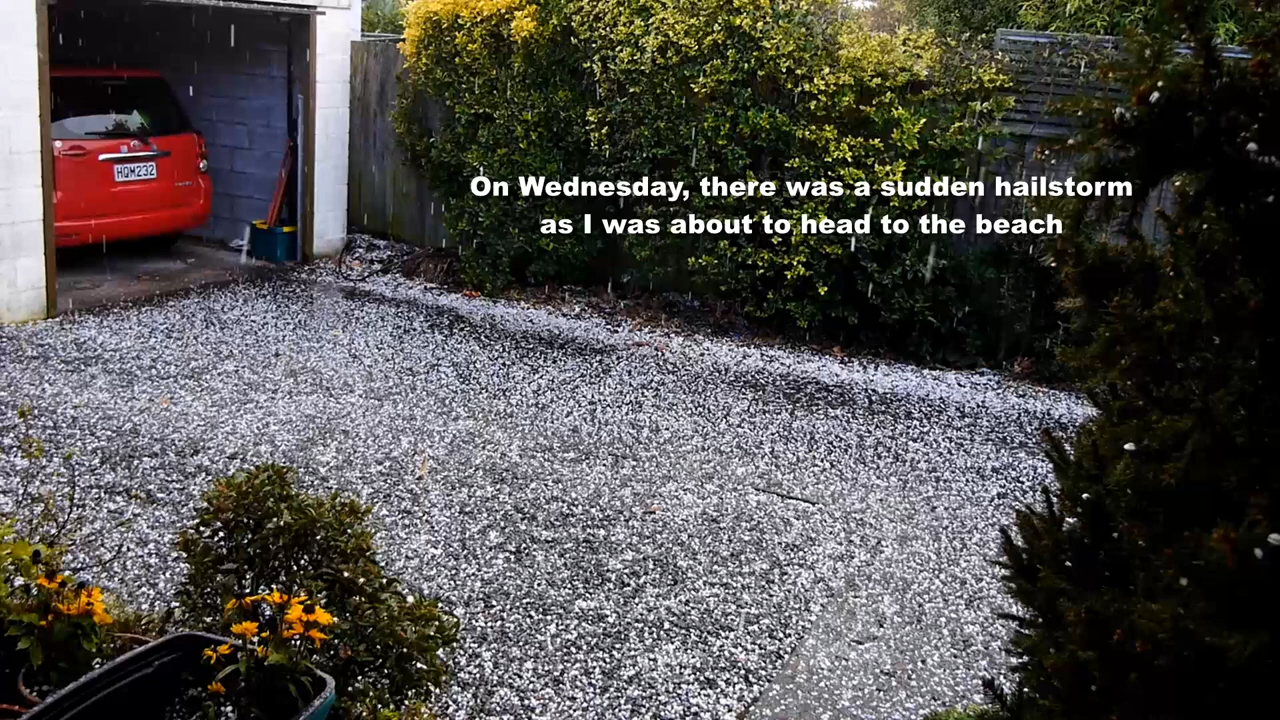 HQM232
On Wednesday, there was a sudden hailstorm
as I was about to head to the beach